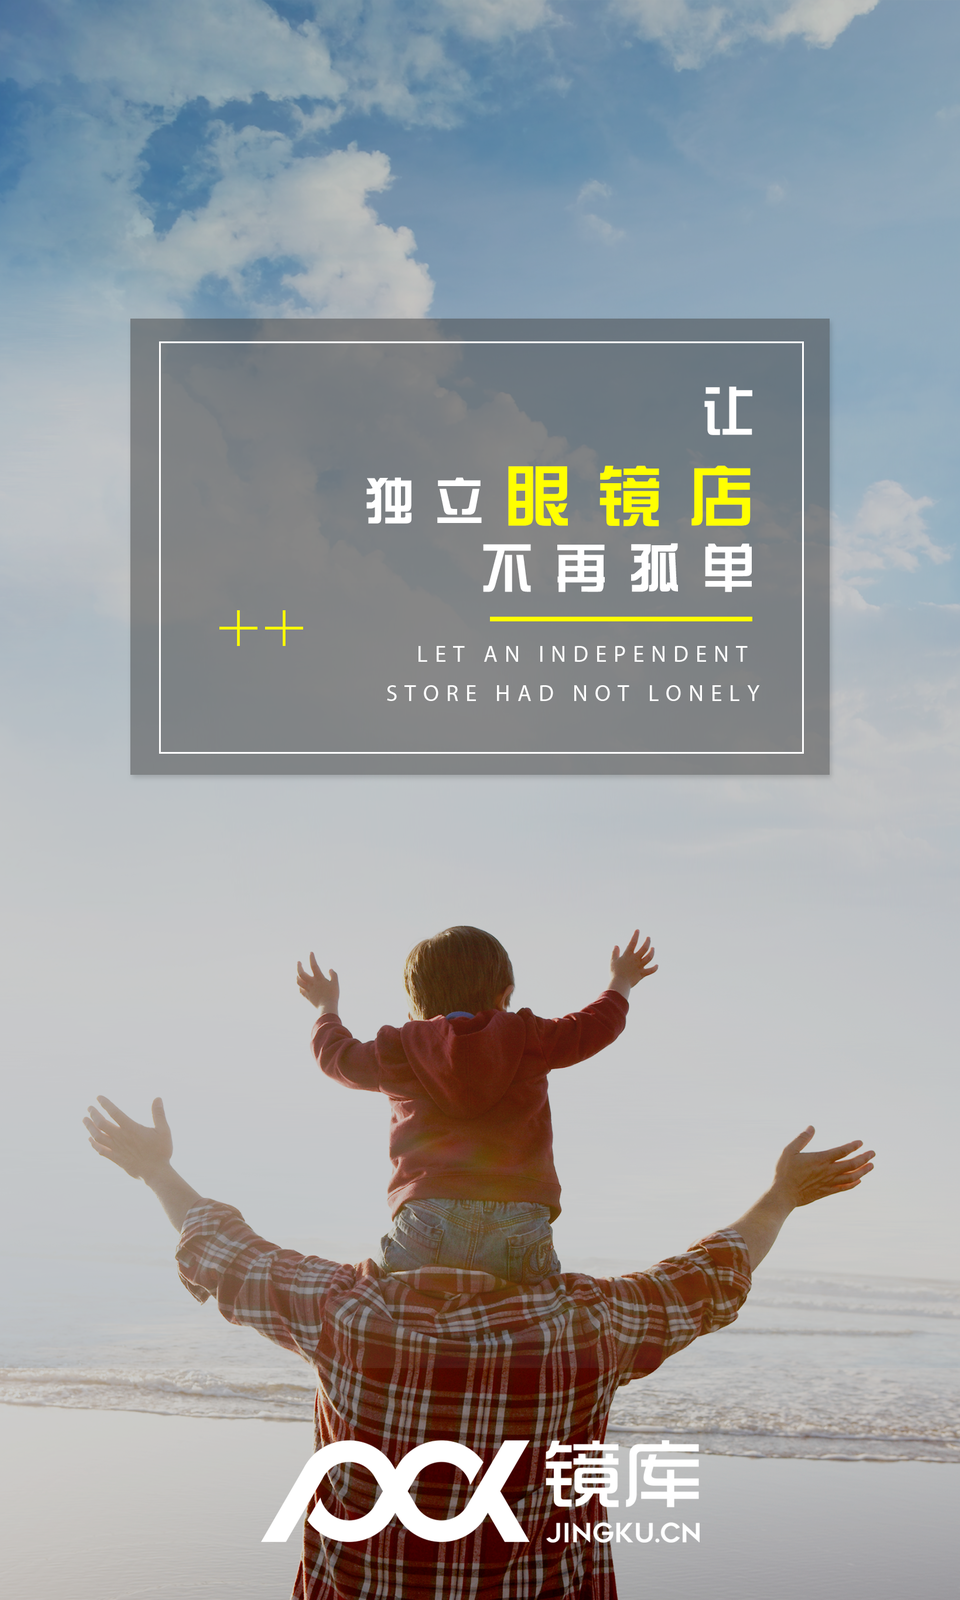 让
独立眼镜店
不再孤单
++
LET AN INDEPENDENT
STORE HAD NOT LONELY
镜库
JINGKU.CN